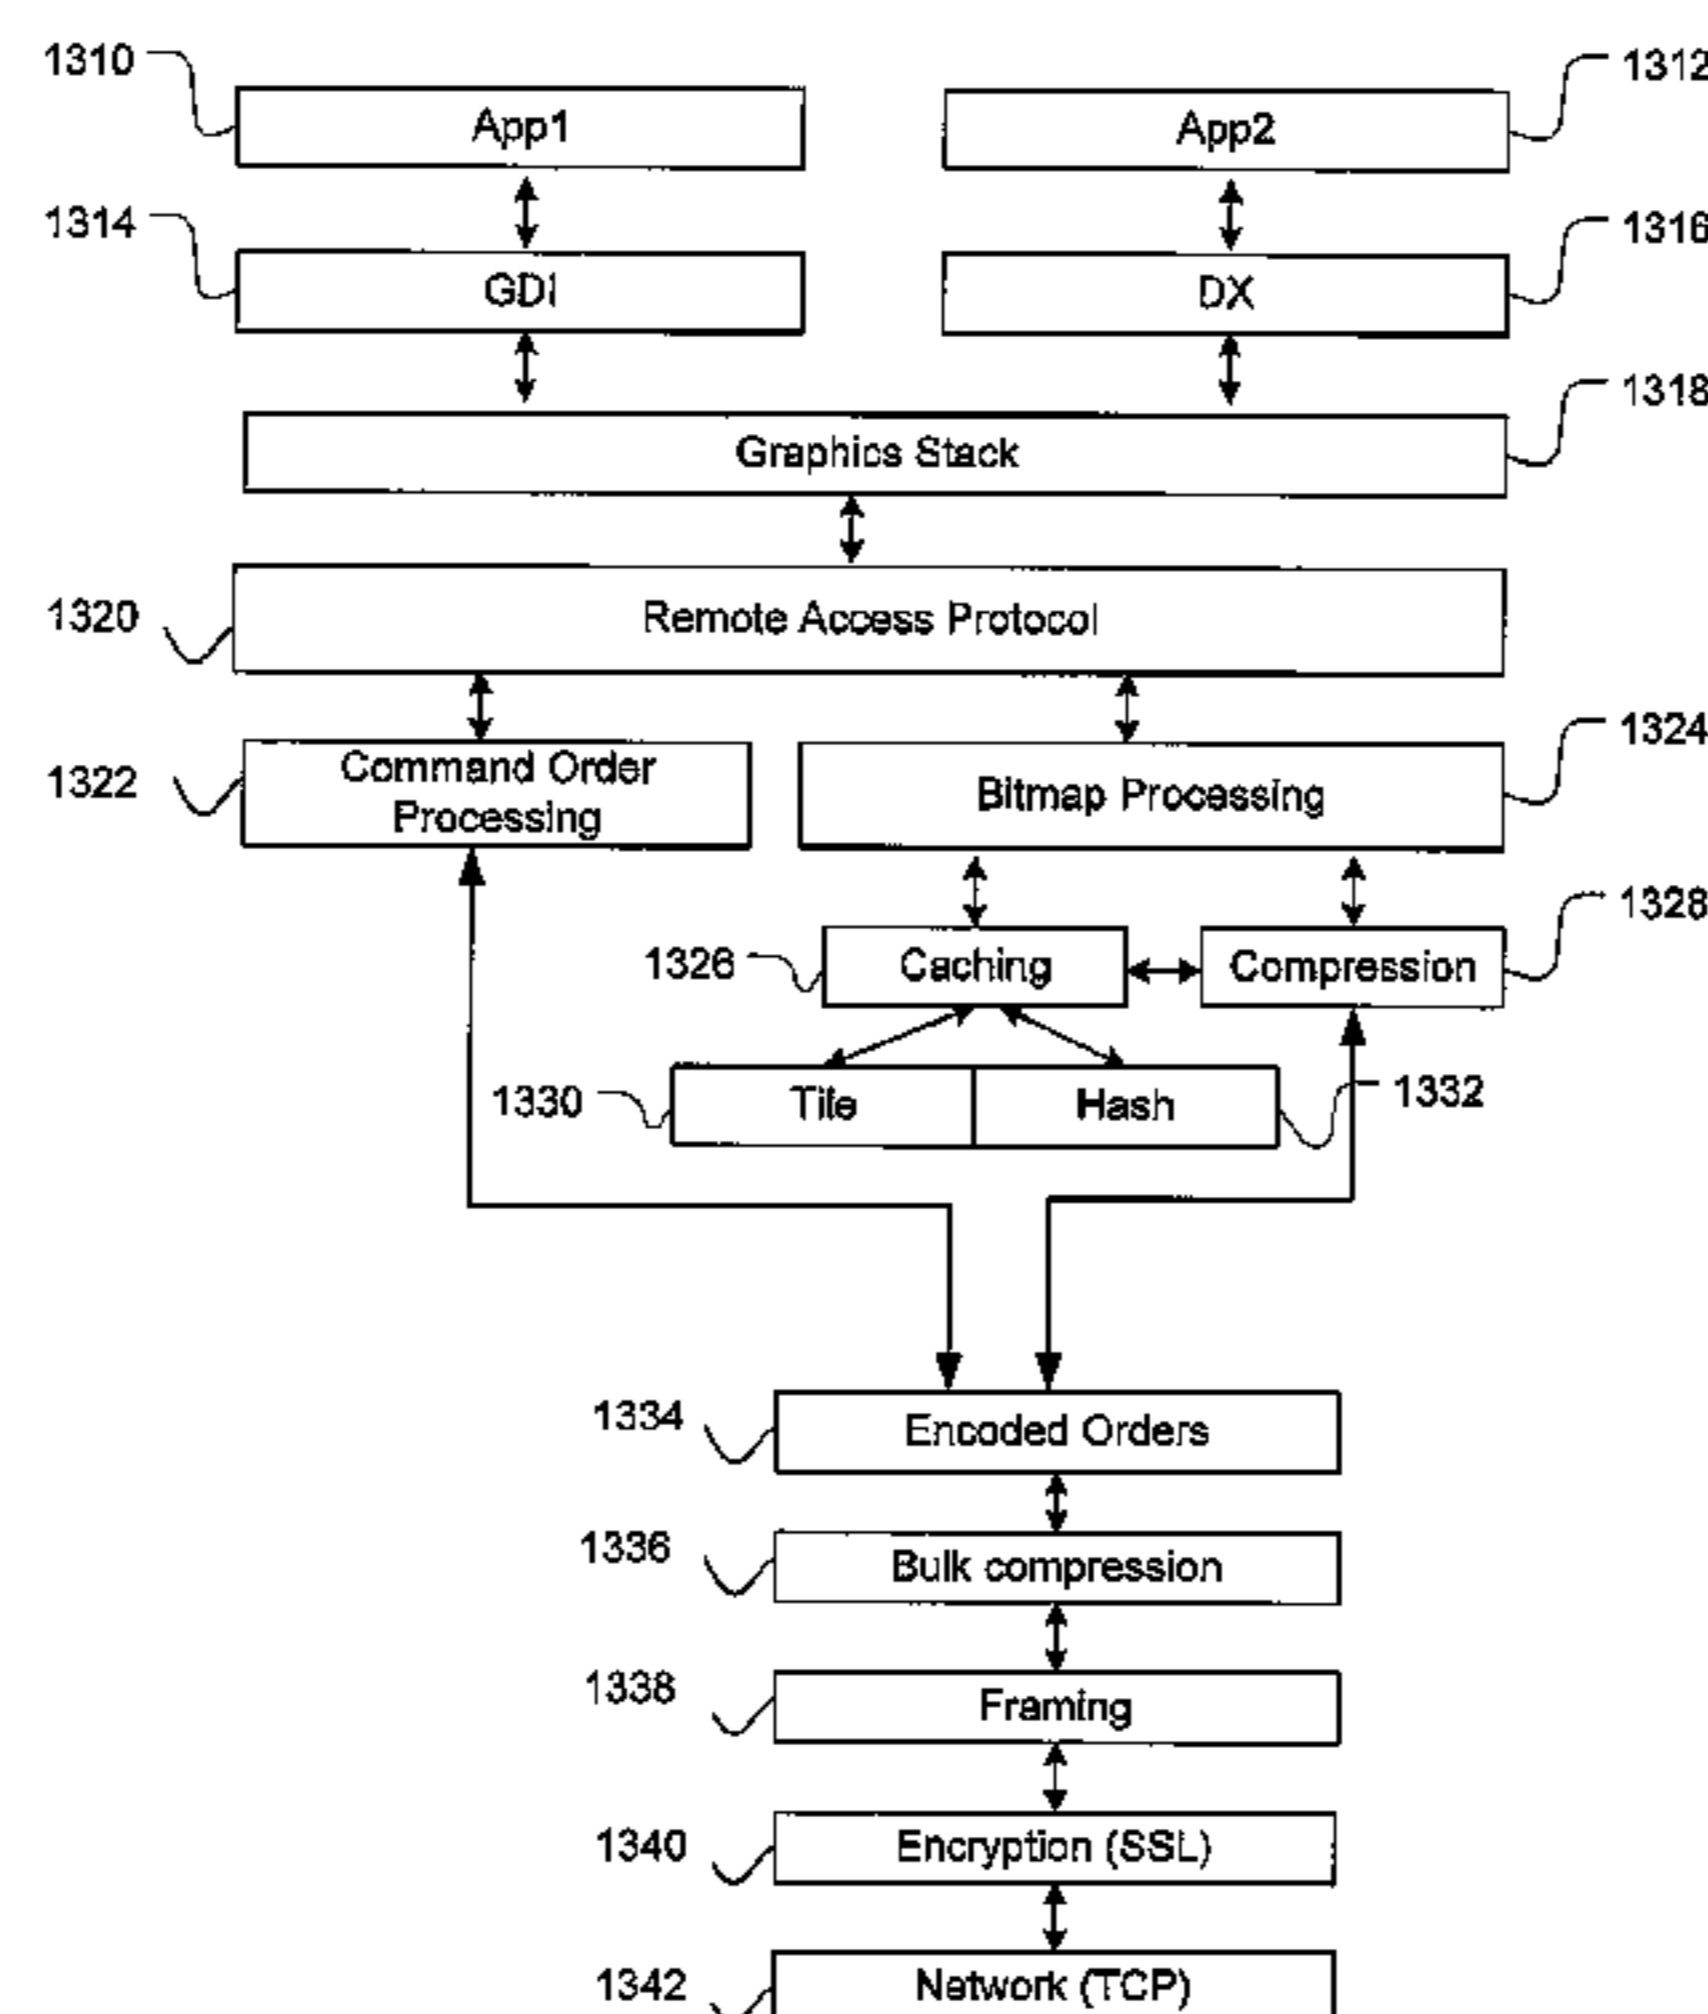 1310
1312
App1
App2
1314
1316
GDI
DX
1318
Graphics Stack
1320
Remote Access Protocol
1324
1322
Command Order
Processing
Bitmap Processing
1328
1326
Caching
Compression
1330
Tile
Hash
1332
1334
Encoded Orders
1336
Bulk compression
1338
Framing
1340
Encryption (SSL)
1342
Network (TCP)